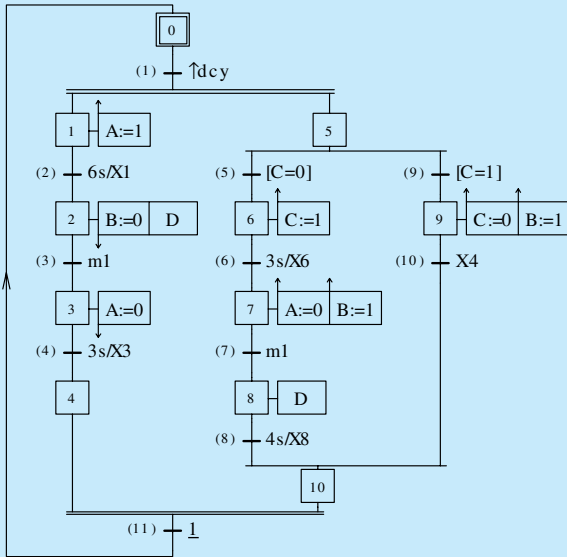 0
(1) ↑dcy
1 A:=1 5
(2) 6s/X1 (5) [C=0] (9) [C=1]
2 B:=0 D 6 C:=1 9 C:=0 B:=1
(3) m1 (6) 3s/X6 (10) X4
3 A:=0 7 A:=0 B:=1
(4) 3s/X3 (7) m1
4 8 D
(8) 4s/X8
10
(11) 1